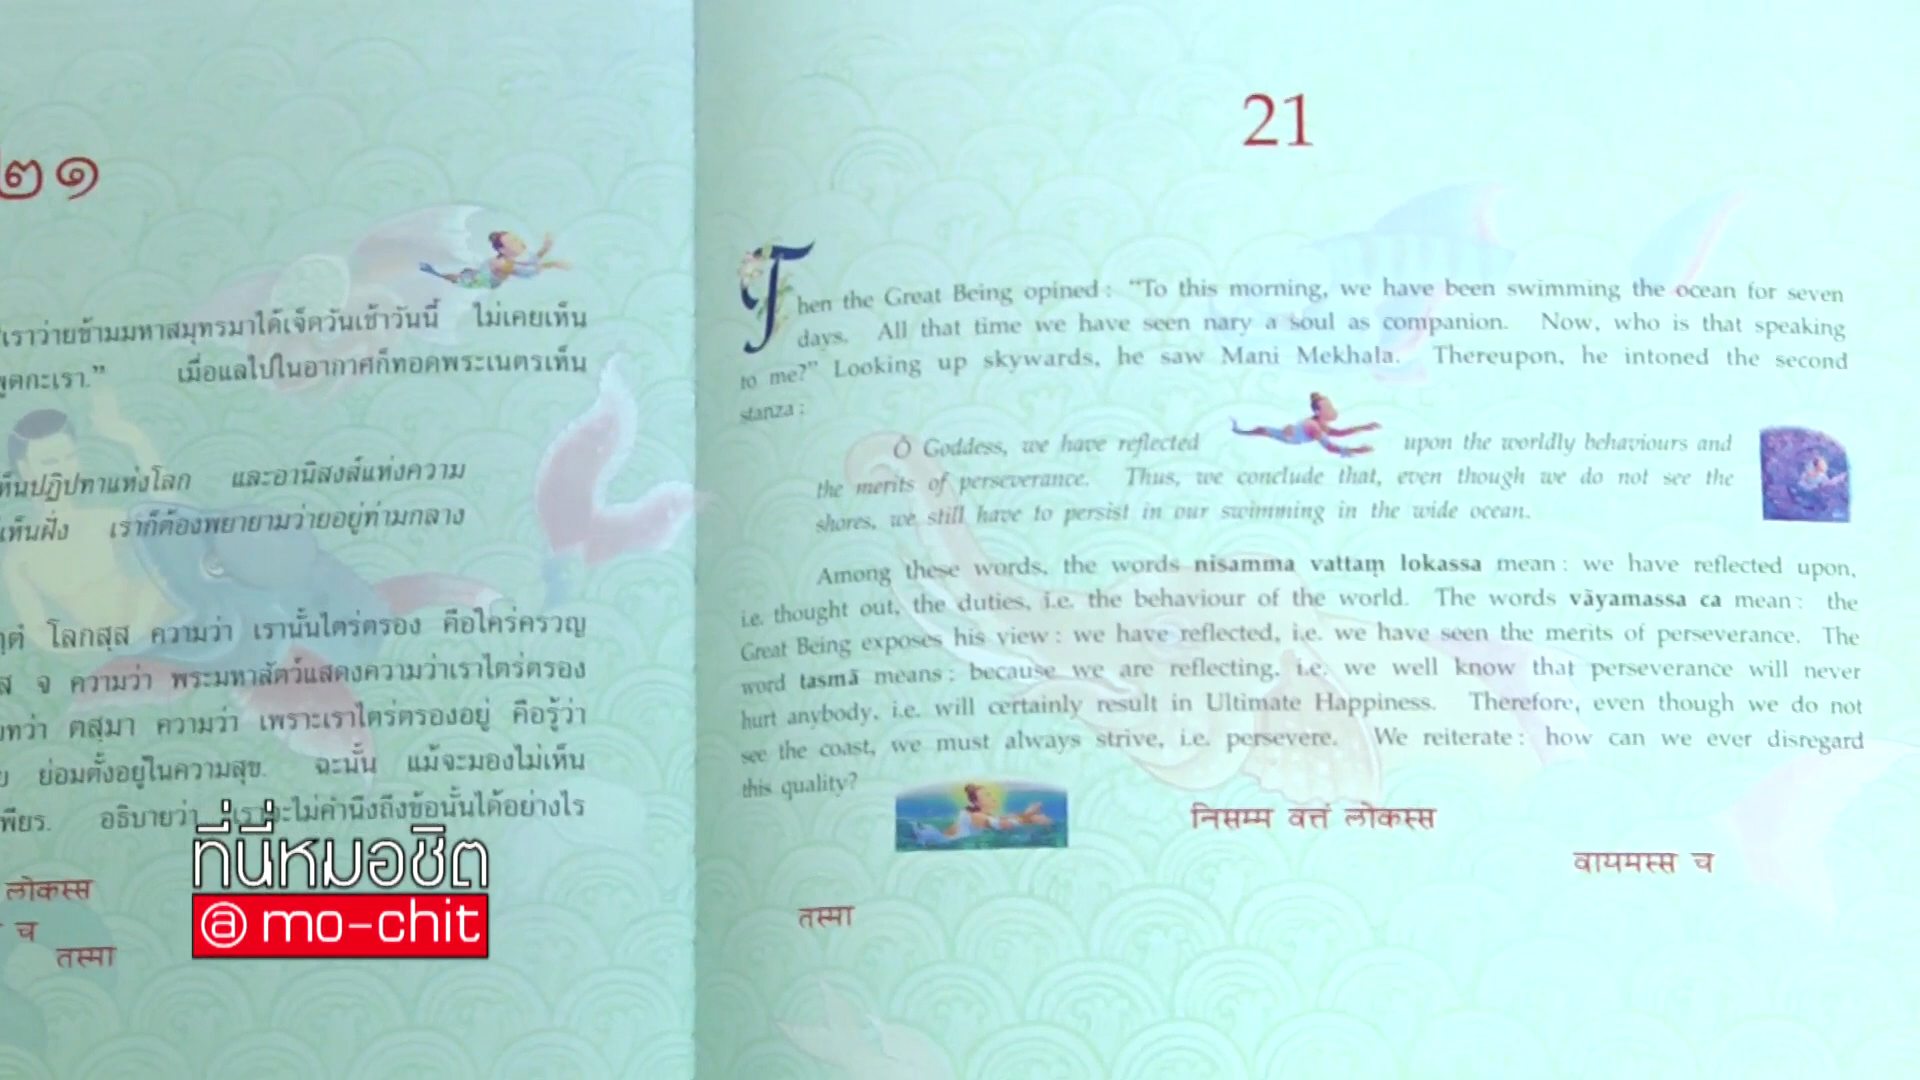 ๒๑
เราว่ายข้ามมหาสมุทรมาได้เจ็ดวันเช้าวันนี้ ไม่เคยเห็น
พูดกะเรา.” เมื่อแลไปในอากาศก็ทอดพระเนตรเห็น
เห็นปฏิปทาแห่งโลก และอานิสงส์แห่งความ
เห็นฝั่ง เราก็ต้องพยายามว่ายอยู่ท่ามกลาง
โลกสฺส ความว่า เรานั้นไตร่ตรอง คือใคร่ครวญ
ส จ ความว่า พระมหาสัตว์แสดงความว่าเราไตร่ตรอง
ตสฺมา ความว่า เพราะเราไตร่ตรองอยู่ คือรู้ว่า
ย่อมตั้งอยู่ในความสุข. ฉะนั้น แม้จะมองไม่เห็น
เพียร. อธิบายว่า เราจะไม่คำนึงถึงข้อนั้นได้อย่างไร
लोकस्स
च
तस्मा
21
Then the Great Being opined: “To this morning, we have been swimming the ocean for seven
days. All that time we have seen nary a soul as companion. Now, who is that speaking
to me?” Looking up skywards, he saw Mani Mekhala. Thereupon, he intoned the second
stanza:
Ô Goddess, we have reflected upon the worldly behaviours and
the merits of perseverance. Thus, we conclude that, even though we do not see the
shores, we still have to persist in our swimming in the wide ocean.
Among these words, the words nisamma vattaṃ lokassa mean: we have reflected upon,
i.e. thought out, the duties, i.e. the behaviour of the world. The words vāyamassa ca mean: the
Great Being exposes his view: we have reflected, i.e. we have seen the merits of perseverance. The
word tasmā means: because we are reflecting, i.e. we well know that perseverance will never
hurt anybody, i.e. will certainly result in Ultimate Happiness. Therefore, even though we do not
see the coast, we must always strive, i.e. persevere. We reiterate: how can we ever disregard
this quality?
निसम्म वत्तं लोकस्स
वायमस्स च
तस्मा
ที่นี่หมอชิต
@ mo-chit